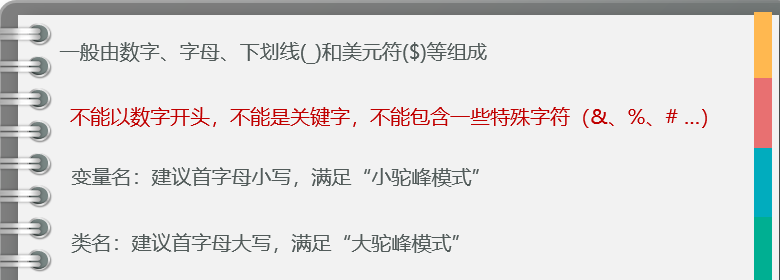 一般由数字、字母、下划线(_)和美元符($)等组成
不能以数字开头，不能是关键字，不能包含一些特殊字符（&、%、# ...）
变量名：建议首字母小写，满足“小驼峰模式”
类名：建议首字母大写，满足“大驼峰模式”